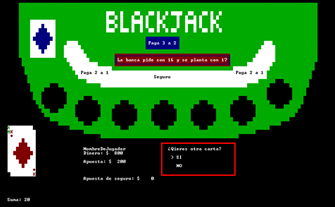 BLACKJACK
Paga 3 a 2
La banca pide con 16 y se planta con 17
Paga 2 a 1
Seguro
Paga 2 a 1
NombreDeJugador
Dinero: $ 800
Apuesta: $ 200
Apuesta de seguro: $ 0
¿Quieres otra carta?
> SI
NO
Suma: 20